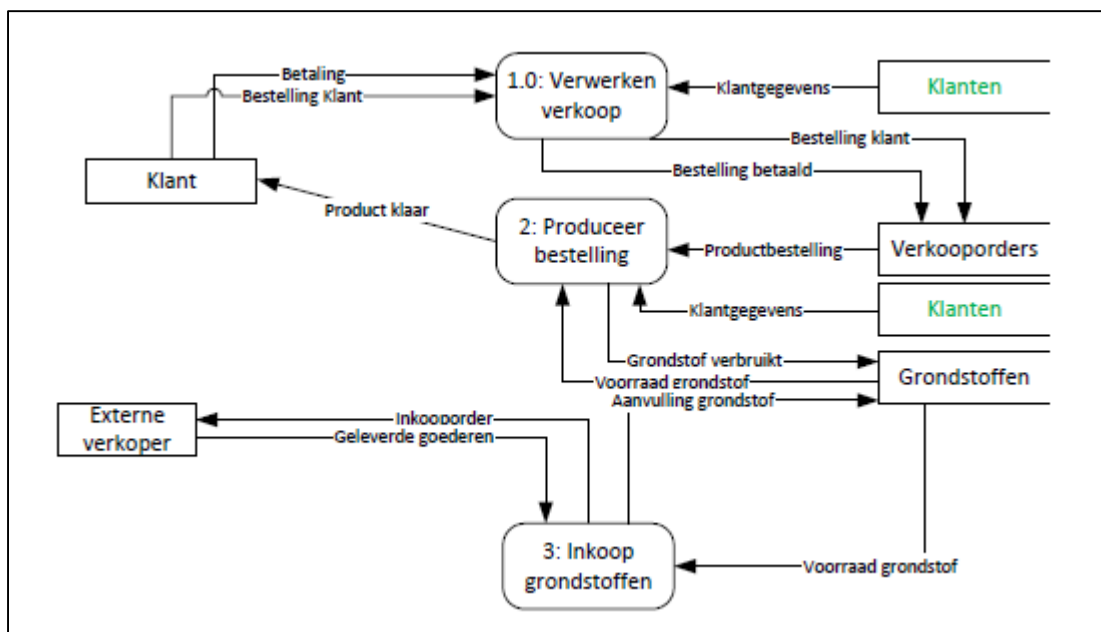 Betaling
Bestelling Klant
1.0: Verwerken
verkoop
Klantgegevens
Klanten
Bestelling klant
Bestelling betaald
Klant
Product klaar
2: Produceer
bestelling
Productbestelling
Verkooporders
Klantgegevens
Klanten
Grondstof verbruikt
Voorraad grondstof
Aanvulling grondstof
Grondstoffen
Externe
verkoper
Inkooporder
Geleverde goederen
3: Inkoop
grondstoffen
Voorraad grondstof